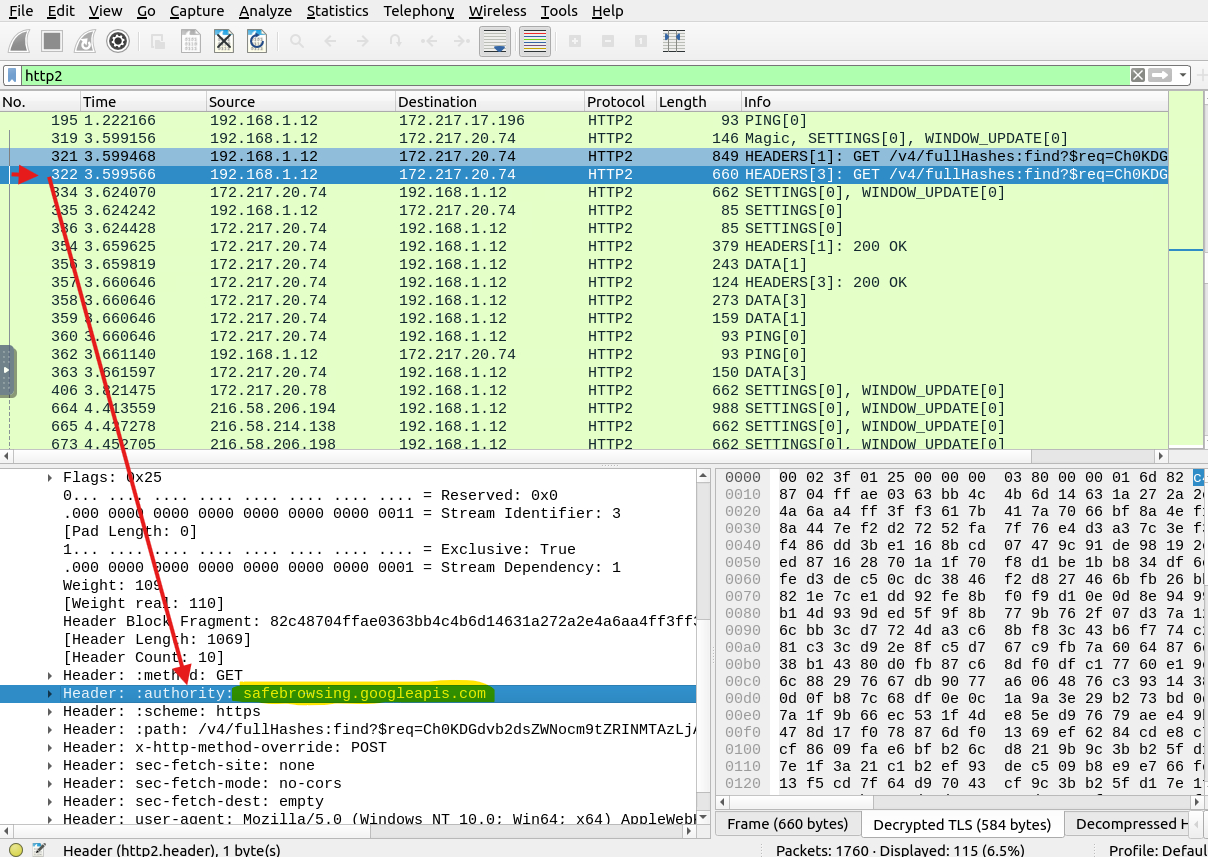 File Edit View Go Capture Analyze Statistics Telephony Wireless Tools Help
http2
No. Time Source Destination Protocol Length Info
195 1.222166 192.168.1.12 172.217.17.196 HTTP2 93 PING[0]
319 3.599156 192.168.1.12 172.217.20.74 HTTP2 146 Magic, SETTINGS[0], WINDOW_UPDATE[0]
321 3.599468 192.168.1.12 172.217.20.74 HTTP2 849 HEADERS[1]: GET /v4/fullHashes:find?$req=Ch0KDG
322 3.599566 192.168.1.12 172.217.20.74 HTTP2 660 HEADERS[3]: GET /v4/fullHashes:find?$req=Ch0KDG
334 3.624070 172.217.20.74 192.168.1.12 HTTP2 662 SETTINGS[0], WINDOW_UPDATE[0]
335 3.624242 192.168.1.12 172.217.20.74 HTTP2 85 SETTINGS[0]
336 3.624428 172.217.20.74 192.168.1.12 HTTP2 85 SETTINGS[0]
354 3.659625 172.217.20.74 192.168.1.12 HTTP2 379 HEADERS[1]: 200 OK
356 3.659819 172.217.20.74 192.168.1.12 HTTP2 243 DATA[1]
357 3.660646 172.217.20.74 192.168.1.12 HTTP2 124 HEADERS[3]: 200 OK
358 3.660646 172.217.20.74 192.168.1.12 HTTP2 273 DATA[3]
359 3.660646 172.217.20.74 192.168.1.12 HTTP2 159 DATA[1]
360 3.660646 172.217.20.74 192.168.1.12 HTTP2 93 PING[0]
362 3.661140 192.168.1.12 172.217.20.74 HTTP2 93 PING[0]
363 3.661597 172.217.20.74 192.168.1.12 HTTP2 150 DATA[3]
406 3.821475 172.217.20.78 192.168.1.12 HTTP2 662 SETTINGS[0], WINDOW_UPDATE[0]
664 4.413559 216.58.206.194 192.168.1.12 HTTP2 988 SETTINGS[0], WINDOW_UPDATE[0]
665 4.427278 216.58.214.138 192.168.1.12 HTTP2 662 SETTINGS[0], WINDOW_UPDATE[0]
673 4.452705 216.58.206.198 192.168.1.12 HTTP2 662 SETTINGS[0], WINDOW_UPDATE[0]
Flags: 0x25
0... .... .... .... .... .... .... .... = Reserved: 0x0
.000 0000 0000 0000 0000 0000 0000 0011 = Stream Identifier: 3
[Pad Length: 0]
1... .... .... .... .... .... .... .... = Exclusive: True
.000 0000 0000 0000 0000 0000 0000 0001 = Stream Dependency: 1
Weight: 109
[Weight real: 110]
Header Block Fragment: 82c48704ffae0363bb4c4b6d14631a272a2e4a6aa4ff3ff3
[Header Length: 1069]
[Header Count: 10]
Header: :method: GET
Header: :authority: safebrowsing.googleapis.com
Header: :scheme: https
Header: :path: /v4/fullHashes:find?$req=Ch0KDGdvb2dsZWNocm9tZRINMTAzLjA
Header: x-http-method-override: POST
Header: sec-fetch-site: none
Header: sec-fetch-mode: no-cors
Header: sec-fetch-dest: empty
Header: user-agent: Mozilla/5.0 (Windows NT 10.0; Win64; x64) AppleWebK
0000 00 02 3f 01 25 00 00 00 03 80 00 00 01 6d 82 c4
0010 87 04 ff ae 03 63 bb 4c 4b 6d 14 63 1a 27 2a 2e
0020 4a 6a a4 ff 3f f3 61 7b 41 7a 70 66 bf 8a 4e f
0030 8a 44 7e f2 d2 72 52 fa 7f 76 e4 d3 a3 7c 3e f
0040 f4 86 dd 3b e1 16 8b cd 07 47 9c 91 de 98 19 2
0050 ed 87 16 28 70 1a 1f 70 f8 d1 be 1b b8 34 df 6
0060 fe d3 de c5 0c dc 38 46 f2 d8 27 46 6b fb 26 b
0070 82 1e 7c e1 dd 92 fe 8b f0 f9 d1 0e 0d 8e 94 9
0080 b1 4d 93 9d ed 5f 9f 8b 77 9b 76 2f 07 d3 7a 1
0090 6c bb 3c d7 72 4d a3 c6 8b f8 3c 43 b6 f7 74 c
00a0 81 c3 3c d9 2e 8f c5 d7 67 c9 fb 7a 60 64 87 6
00b0 38 b1 43 80 d0 fb 87 c6 8d f0 df c1 77 60 e1 9
00c0 6c 88 29 76 67 db 90 77 a6 06 48 76 c3 93 14 3
00d0 0d 0f b8 7c 68 df 0e 0c 1a 9a 3e 29 b2 73 bd 0
00e0 7a 1f 9b 66 ec 53 1f 4d e8 5e d9 76 79 ae e4 9
00f0 47 8d 17 f0 78 87 6d f0 13 69 ef 62 84 cd e8 c
0100 cf 86 09 fa e6 bf b2 6c d8 21 9b 9c 3b b2 5f d
0110 7e 1f 3a 21 c1 b2 ef 93 de c5 09 b8 e9 e7 66 f
0120 13 f5 cd 7f 64 d9 70 43 cf 9c 3b b2 5f d1 7e 1
Frame (660 bytes) Decrypted TLS (584 bytes) Decompressed H
Header (http2.header), 1 byte(s) Packets: 1760 · Displayed: 115 (6.5%) Profile: Defaul